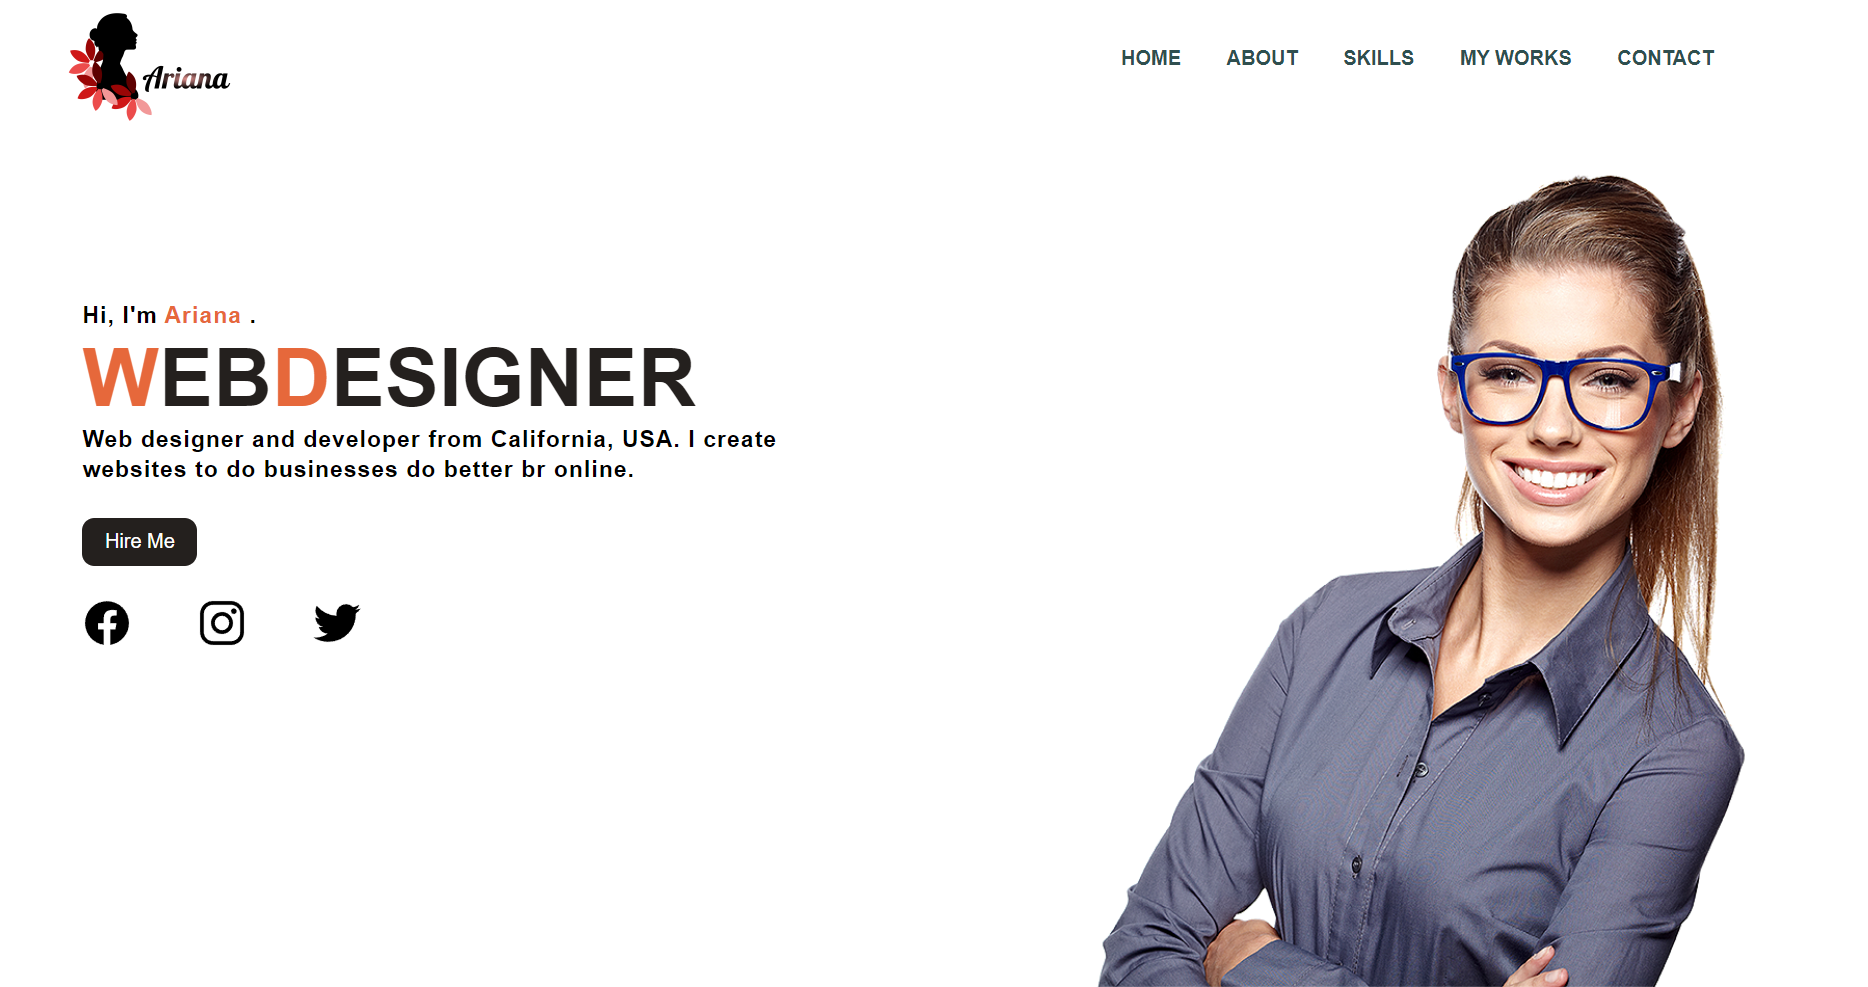 Ariana
HOME ABOUT SKILLS MY WORKS CONTACT
Hi, I'm Ariana .
WEBDESIGNER
Web designer and developer from California, USA. I create
websites to do businesses do better br online.
Hire Me